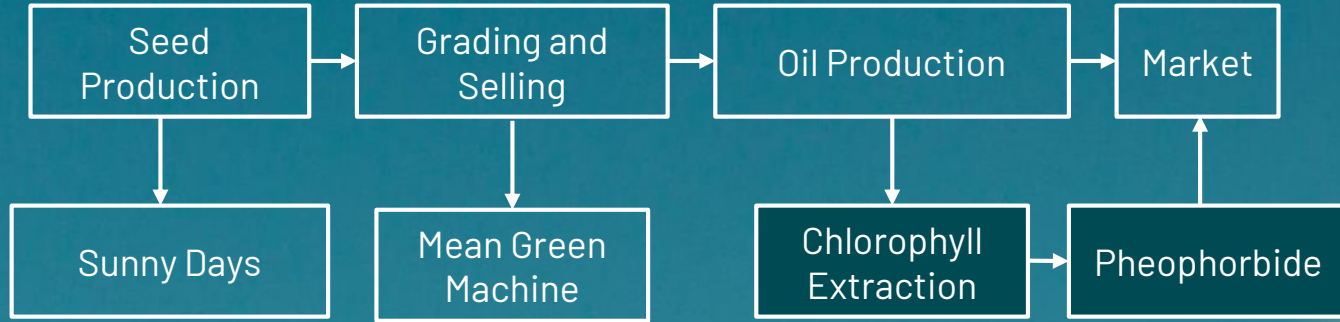 Seed
Production
Grading and
Selling
Oil Production
Market
Sunny Days
Mean Green
Machine
Chlorophyll
Extraction
Pheophorbide